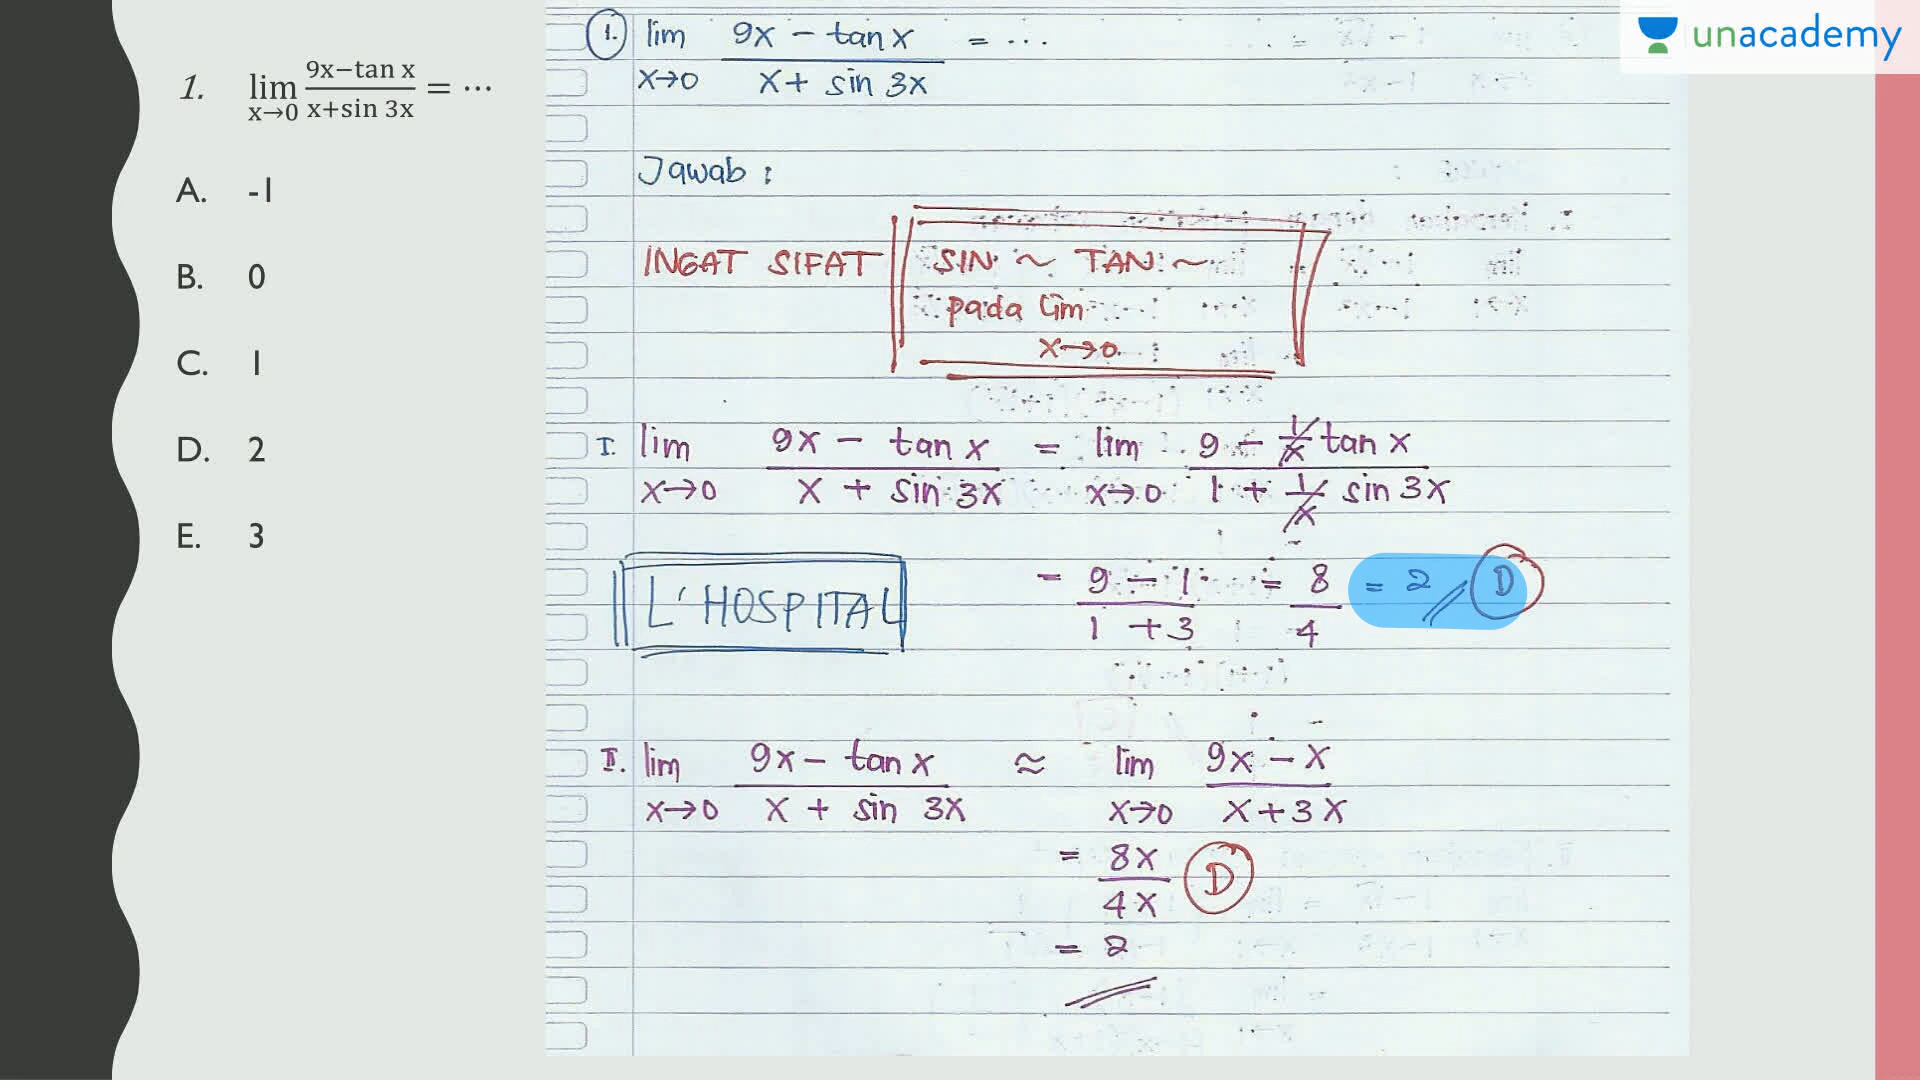 unacademy
1. lim x→0 9x−tan x / x+sin 3x = ⋯
A. -1
B. 0
C. 1
D. 2
E. 3
1. lim x→0 9x − tan x / x + sin 3x = ...
Jawab :
INGAT SIFAT SIN ~ TAN ~
pada lim
x→0
I. lim x→0 9x − tan x / x + sin 3x = lim x→0 9 − 1/x tan x / 1 + 1/x sin 3x
= 9 − 1 / 1 + 3 = 8 / 4 = 2 // D
L'HOSPITAL
II. lim x→0 9x − tan x / x + sin 3x ≈ lim x→0 9x − x / x + 3x
= 8x / 4x D
= 2